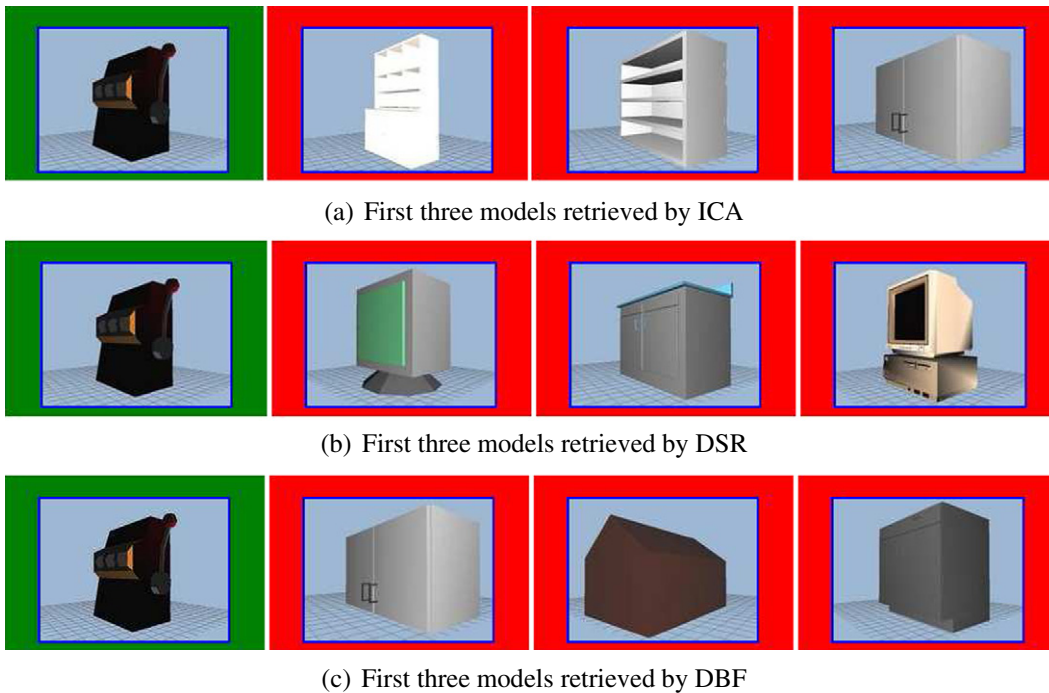 (a) First three models retrieved by ICA
(b) First three models retrieved by DSR
(c) First three models retrieved by DBF